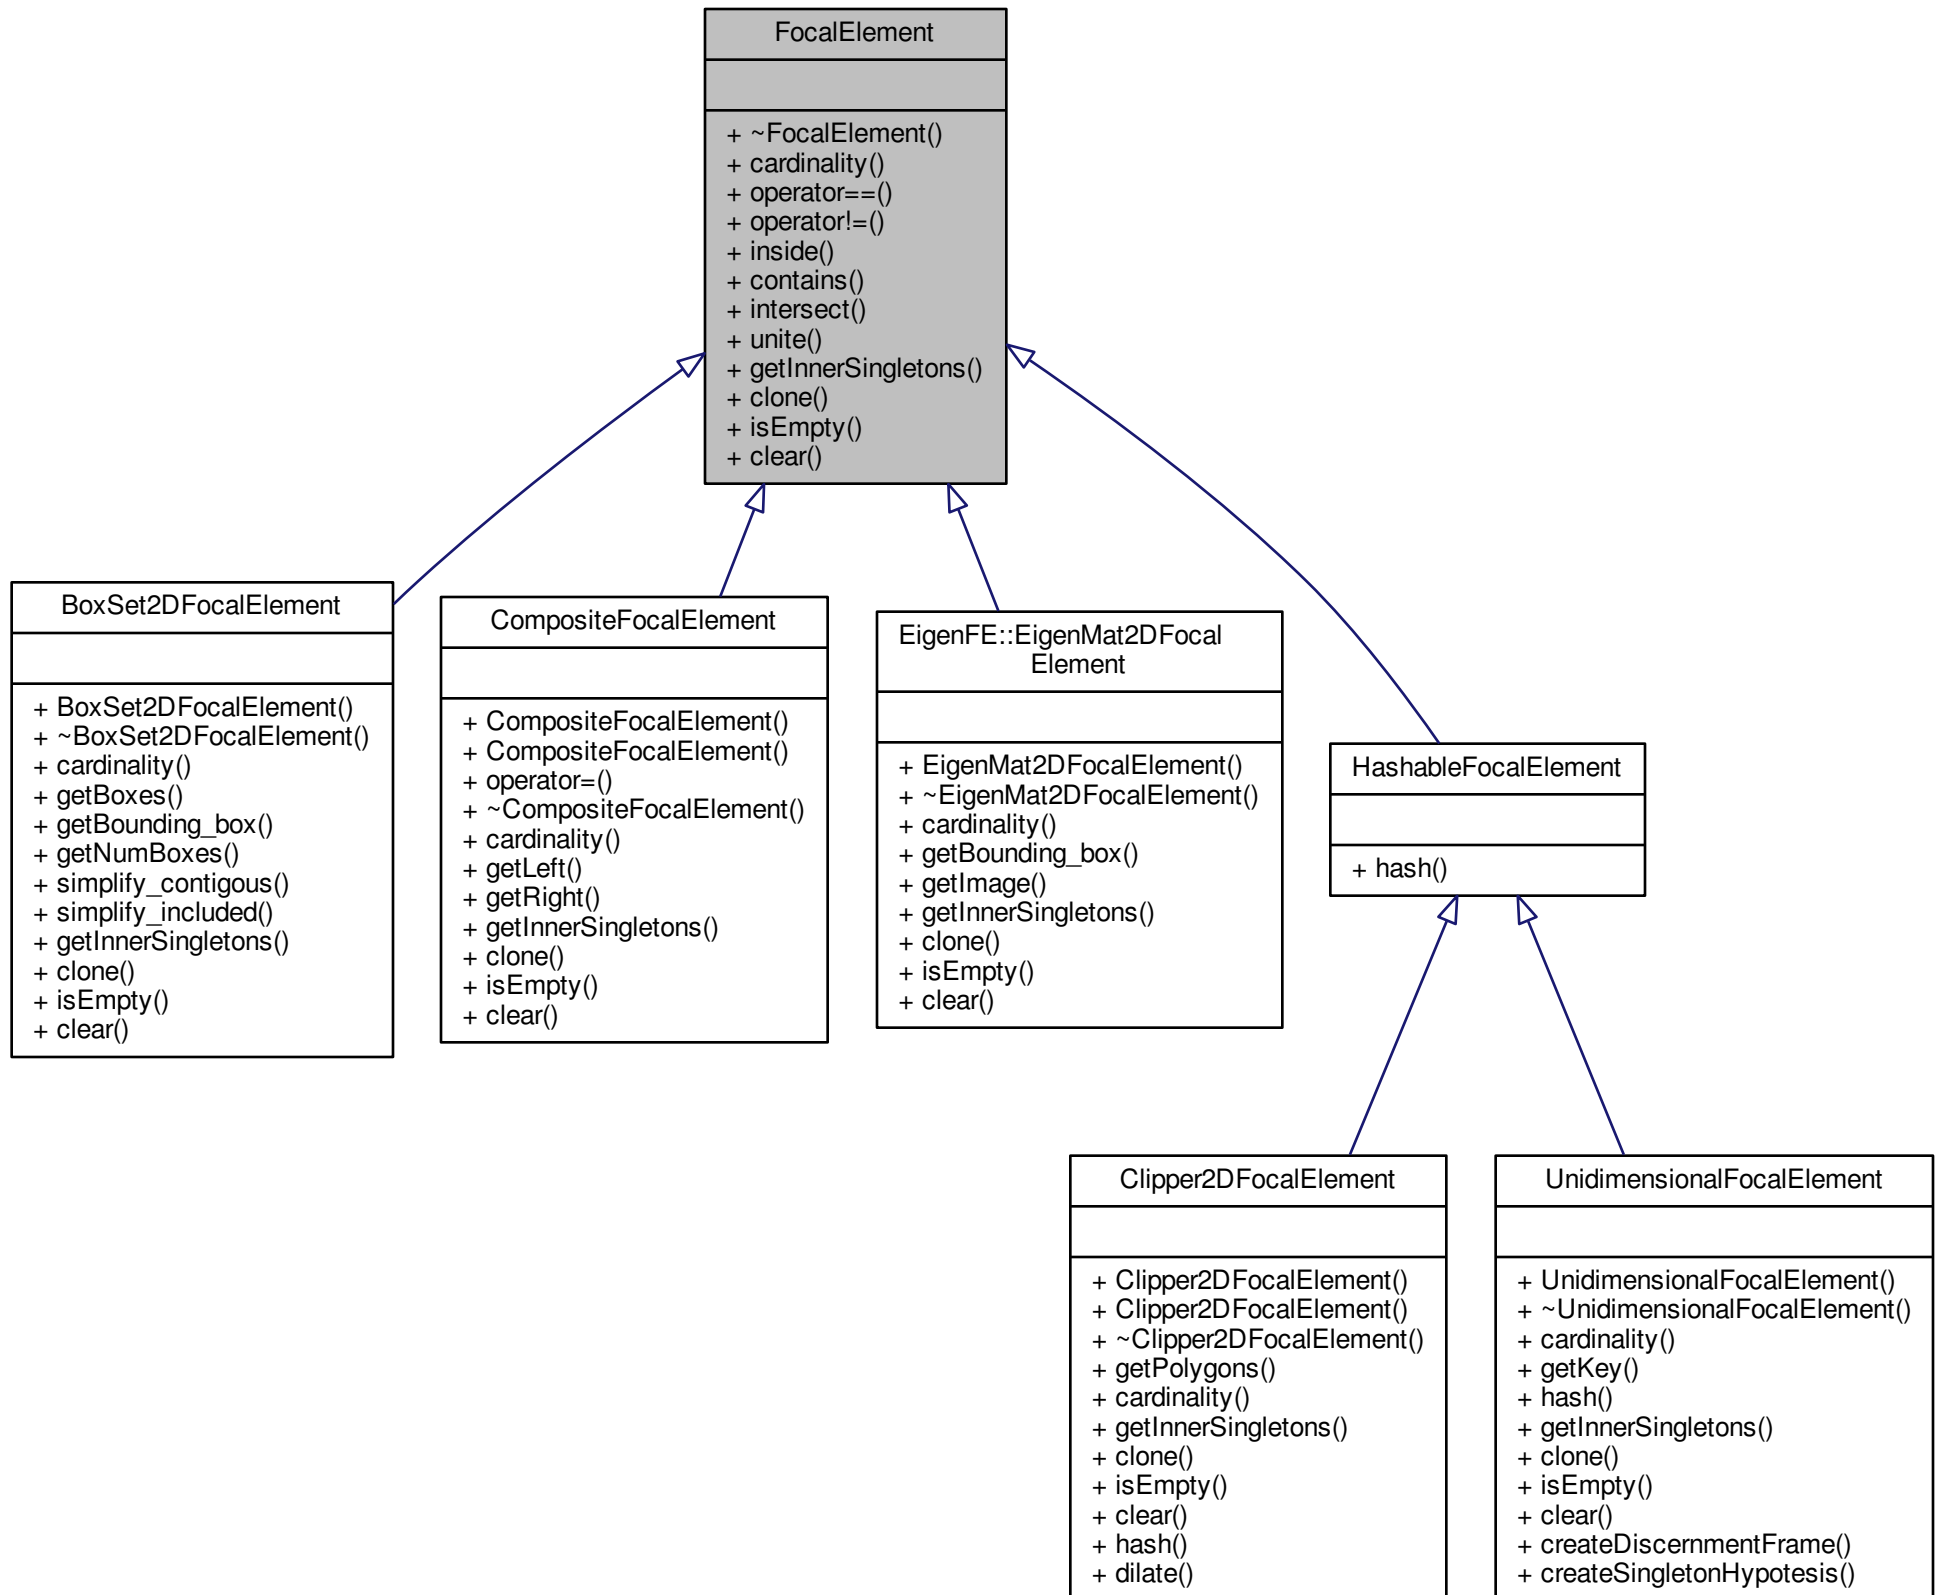 FocalElement
+ ~FocalElement()
+ cardinality()
+ operator==()
+ operator!=()
+ inside()
+ contains()
+ intersect()
+ unite()
+ getInnerSingletons()
+ clone()
+ isEmpty()
+ clear()
BoxSet2DFocalElement
+ BoxSet2DFocalElement()
+ ~BoxSet2DFocalElement()
+ cardinality()
+ getBoxes()
+ getBounding_box()
+ getNumBoxes()
+ simplify_contigous()
+ simplify_included()
+ getInnerSingletons()
+ clone()
+ isEmpty()
+ clear()
CompositeFocalElement
+ CompositeFocalElement()
+ CompositeFocalElement()
+ operator=()
+ ~CompositeFocalElement()
+ cardinality()
+ getLeft()
+ getRight()
+ getInnerSingletons()
+ clone()
+ isEmpty()
+ clear()
EigenFE::EigenMat2DFocal
Element
+ EigenMat2DFocalElement()
+ ~EigenMat2DFocalElement()
+ cardinality()
+ getBounding_box()
+ getImage()
+ getInnerSingletons()
+ clone()
+ isEmpty()
+ clear()
HashableFocalElement
+ hash()
Clipper2DFocalElement
+ Clipper2DFocalElement()
+ Clipper2DFocalElement()
+ ~Clipper2DFocalElement()
+ getPolygons()
+ cardinality()
+ getInnerSingletons()
+ clone()
+ isEmpty()
+ clear()
+ hash()
+ dilate()
UnidimensionalFocalElement
+ UnidimensionalFocalElement()
+ ~UnidimensionalFocalElement()
+ cardinality()
+ getKey()
+ hash()
+ getInnerSingletons()
+ clone()
+ isEmpty()
+ clear()
+ createDiscernmentFrame()
+ createSingletonHypotesis()